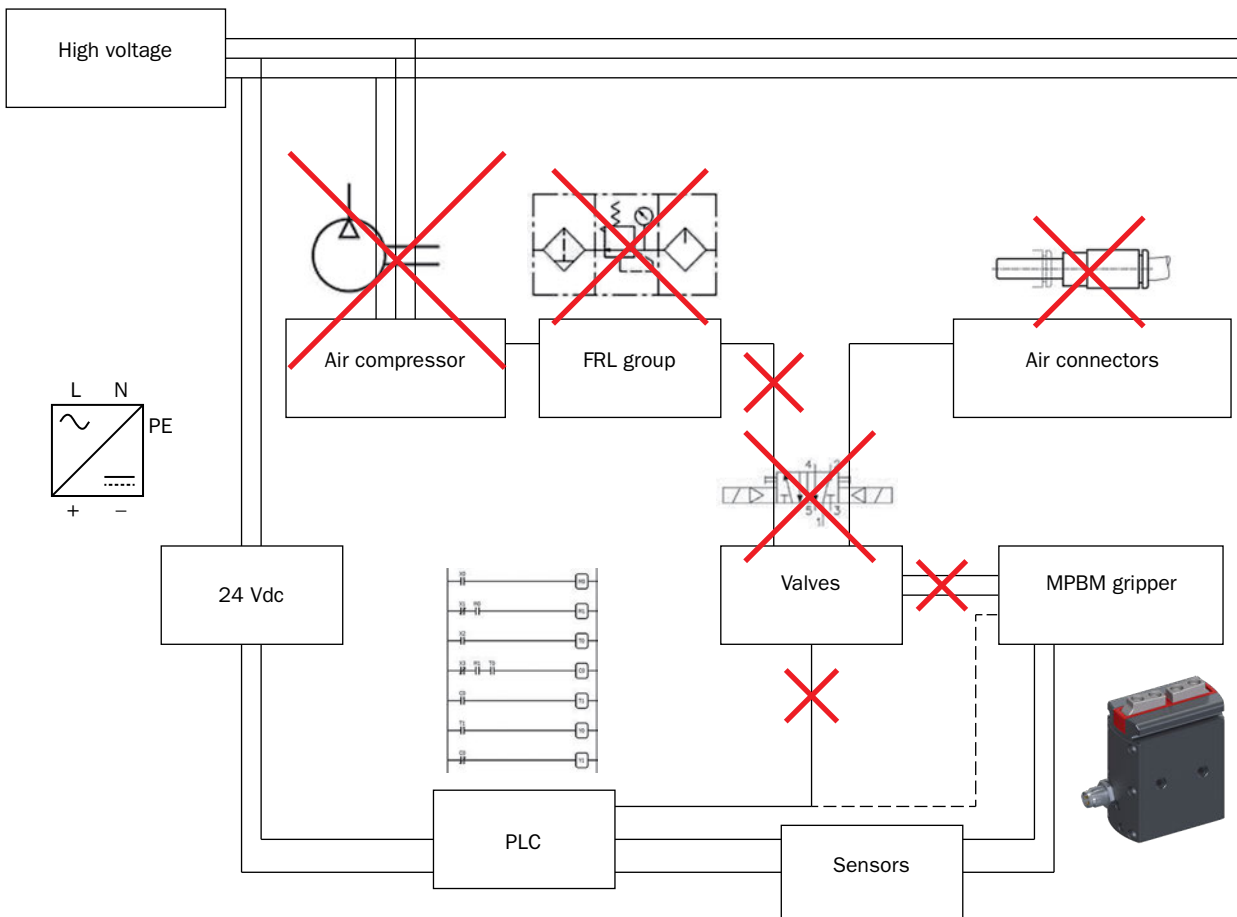 High voltage
Air compressor
FRL group
Air connectors
L N
PE
+ −
4 2
5 3
1
24 Vdc
Valves
MPBM gripper
PLC
Sensors